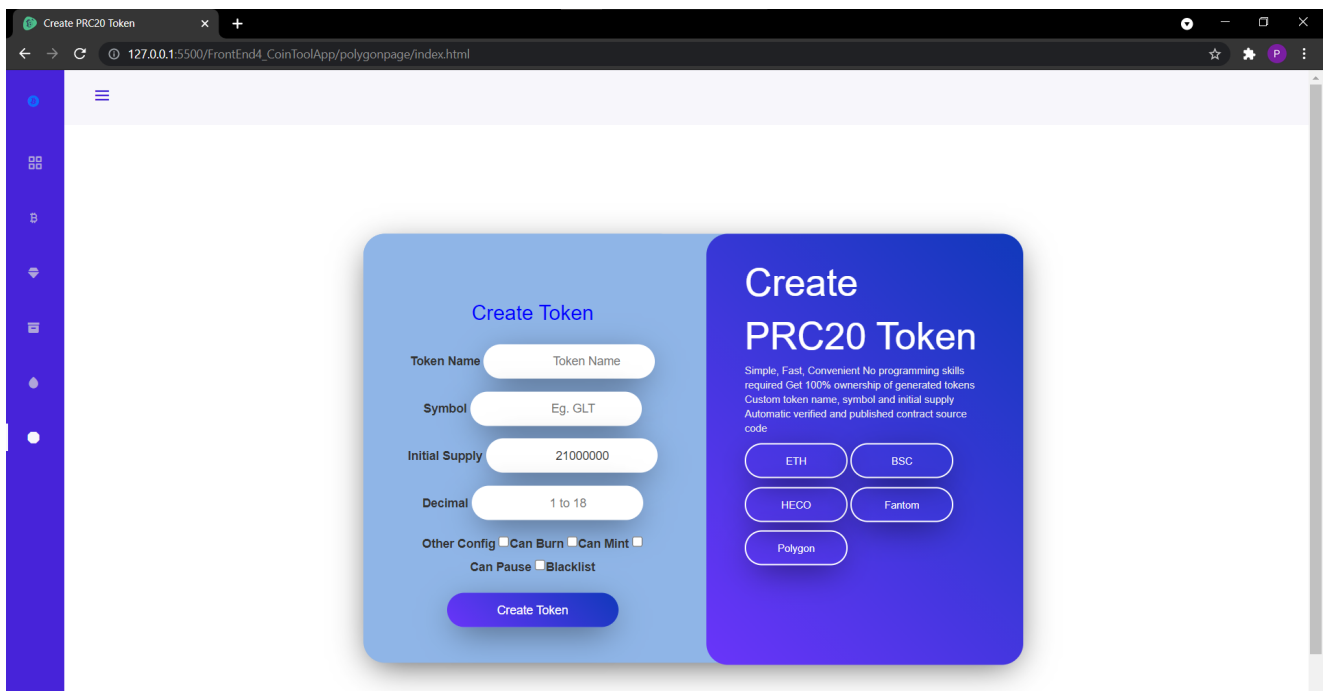 Create PRC20 Token
127.0.0.1:5500/FrontEnd4_CoinToolApp/polygonpage/index.html
P
Create Token
Token Name Token Name
Symbol Eg. GLT
Initial Supply 21000000
Decimal 1 to 18
Other Config Can Burn Can Mint
Can Pause Blacklist
Create Token
Create
PRC20 Token
Simple, Fast, Convenient No programming skills
required Get 100% ownership of generated tokens
Custom token name, symbol and initial supply
Automatic verified and published contract source
code
ETH BSC
HECO Fantom
Polygon